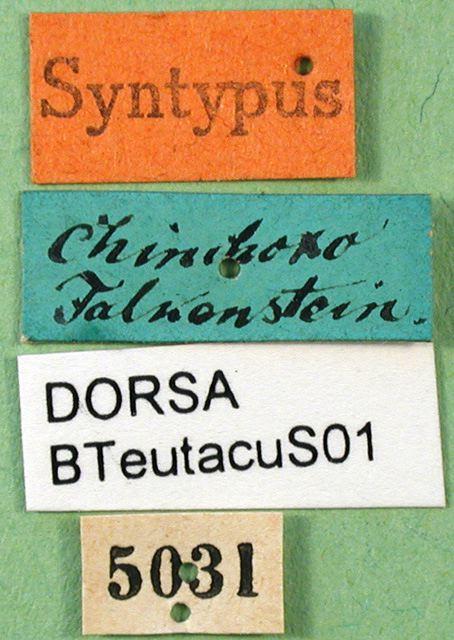 Syntypus
Chinchoxo
Falkenstein.
DORSA
BTeutacuS01
5031